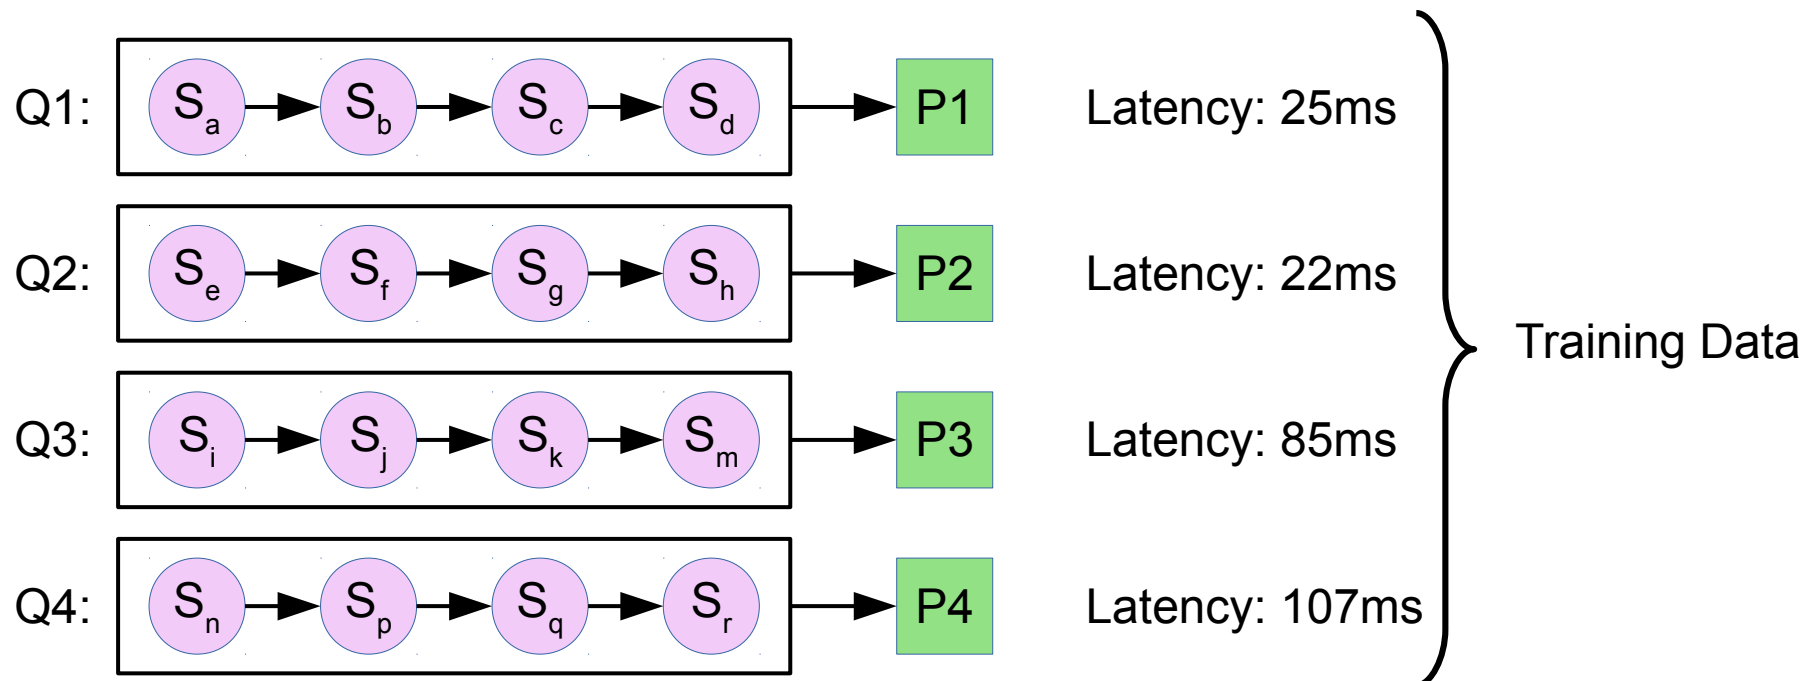 Q1: Sa Sb Sc Sd P1 Latency: 25ms
Q2: Se Sf Sg Sh P2 Latency: 22ms
Training Data
Q3: Si Sj Sk Sm P3 Latency: 85ms
Q4: Sn Sp Sq Sr P4 Latency: 107ms